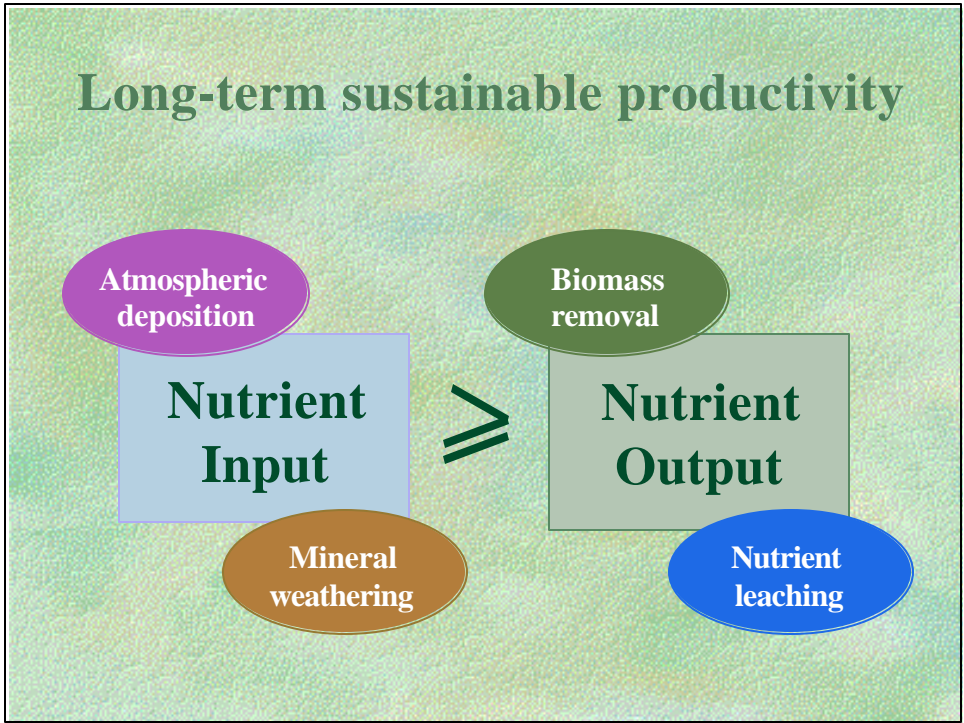 Long-term sustainable productivity
Atmospheric
deposition
Nutrient
Input
Mineral
weathering
⩾
Biomass
removal
Nutrient
Output
Nutrient
leaching